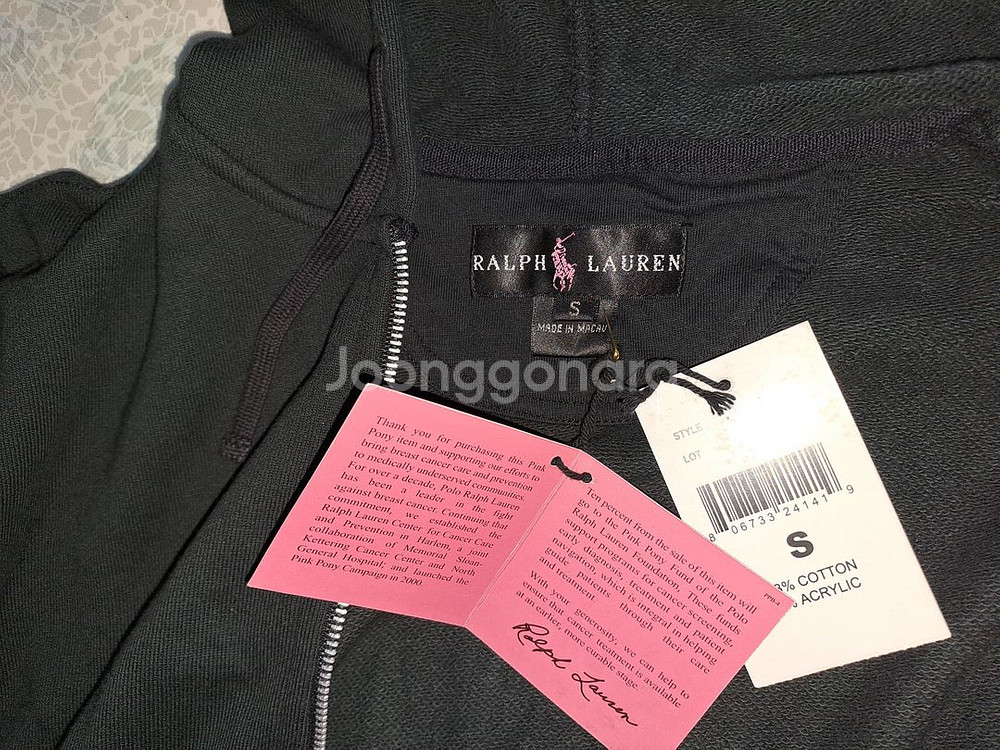 RALPH LAUREN
S
MADE IN MACAU
Joonggonara
Thank you for purchasing this Pink
Pony item and supporting our efforts to
bring breast cancer care and prevention
to medically underserved communities.
For over a decade, Polo Ralph Lauren
has been a leader in the fight
against breast cancer. Continuing that
commitment, we established the
Ralph Lauren Center for Cancer Care
and Prevention in Harlem, a joint
collaboration of Memorial Sloan-
Kettering Cancer Center and North
General Hospital; and launched the
Pink Pony Campaign in 2000.
Ten percent from the sale of this item will
go to the Pink Pony Fund of the Polo
Ralph Lauren Foundation. These funds
support programs for cancer screening,
early diagnosis, treatment and patient
navigation, which is integral in helping
guide patients through their care
and treatment.
With your generosity, we can help to
ensure that cancer treatment is available
at an earlier, more curable stage.
Ralph Lauren
PPB-4
STYLE
LOT
8 06733 24141 9
S
% COTTON
% ACRYLIC